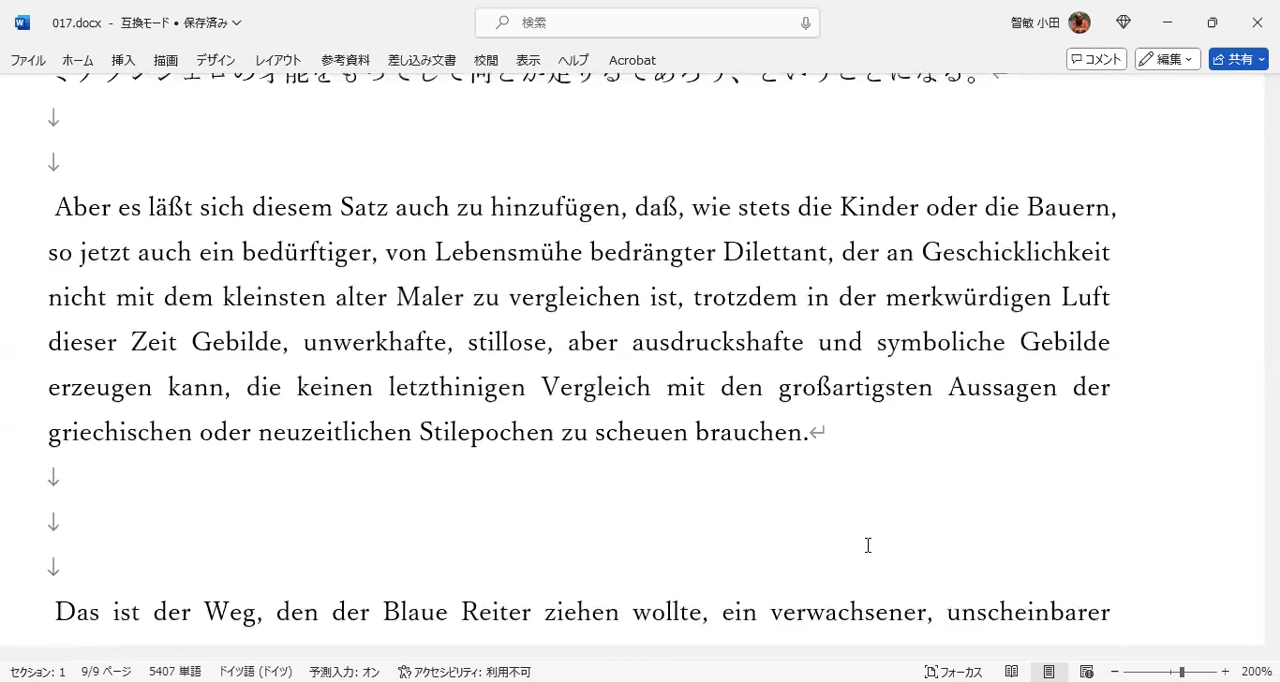 017.docx - 互換モード • 保存済み
検索
智敏 小田
ファイル ホーム 挿入 描画 デザイン レイアウト 参考資料 差し込み文書 校閲 表示 ヘルプ Acrobat
コメント 編集 共有
↓
↓
Aber es läßt sich diesem Satz auch zu hinzufügen, daß, wie stets die Kinder oder die Bauern,
so jetzt auch ein bedürftiger, von Lebensmühe bedrängter Dilettant, der an Geschicklichkeit
nicht mit dem kleinsten alter Maler zu vergleichen ist, trotzdem in der merkwürdigen Luft
dieser Zeit Gebilde, unwerkhafte, stillose, aber ausdruckshafte und symboliche Gebilde
erzeugen kann, die keinen letzthinigen Vergleich mit den großartigsten Aussagen der
griechischen oder neuzeitlichen Stilepochen zu scheuen brauchen.↵
↓
↓
↓
Das ist der Weg, den der Blaue Reiter ziehen wollte, ein verwachsener, unscheinbarer
セクション: 1 9/9 ページ 5407 単語 ドイツ語 (ドイツ) 予測入力: オン アクセシビリティ: 利用不可 フォーカス 200%